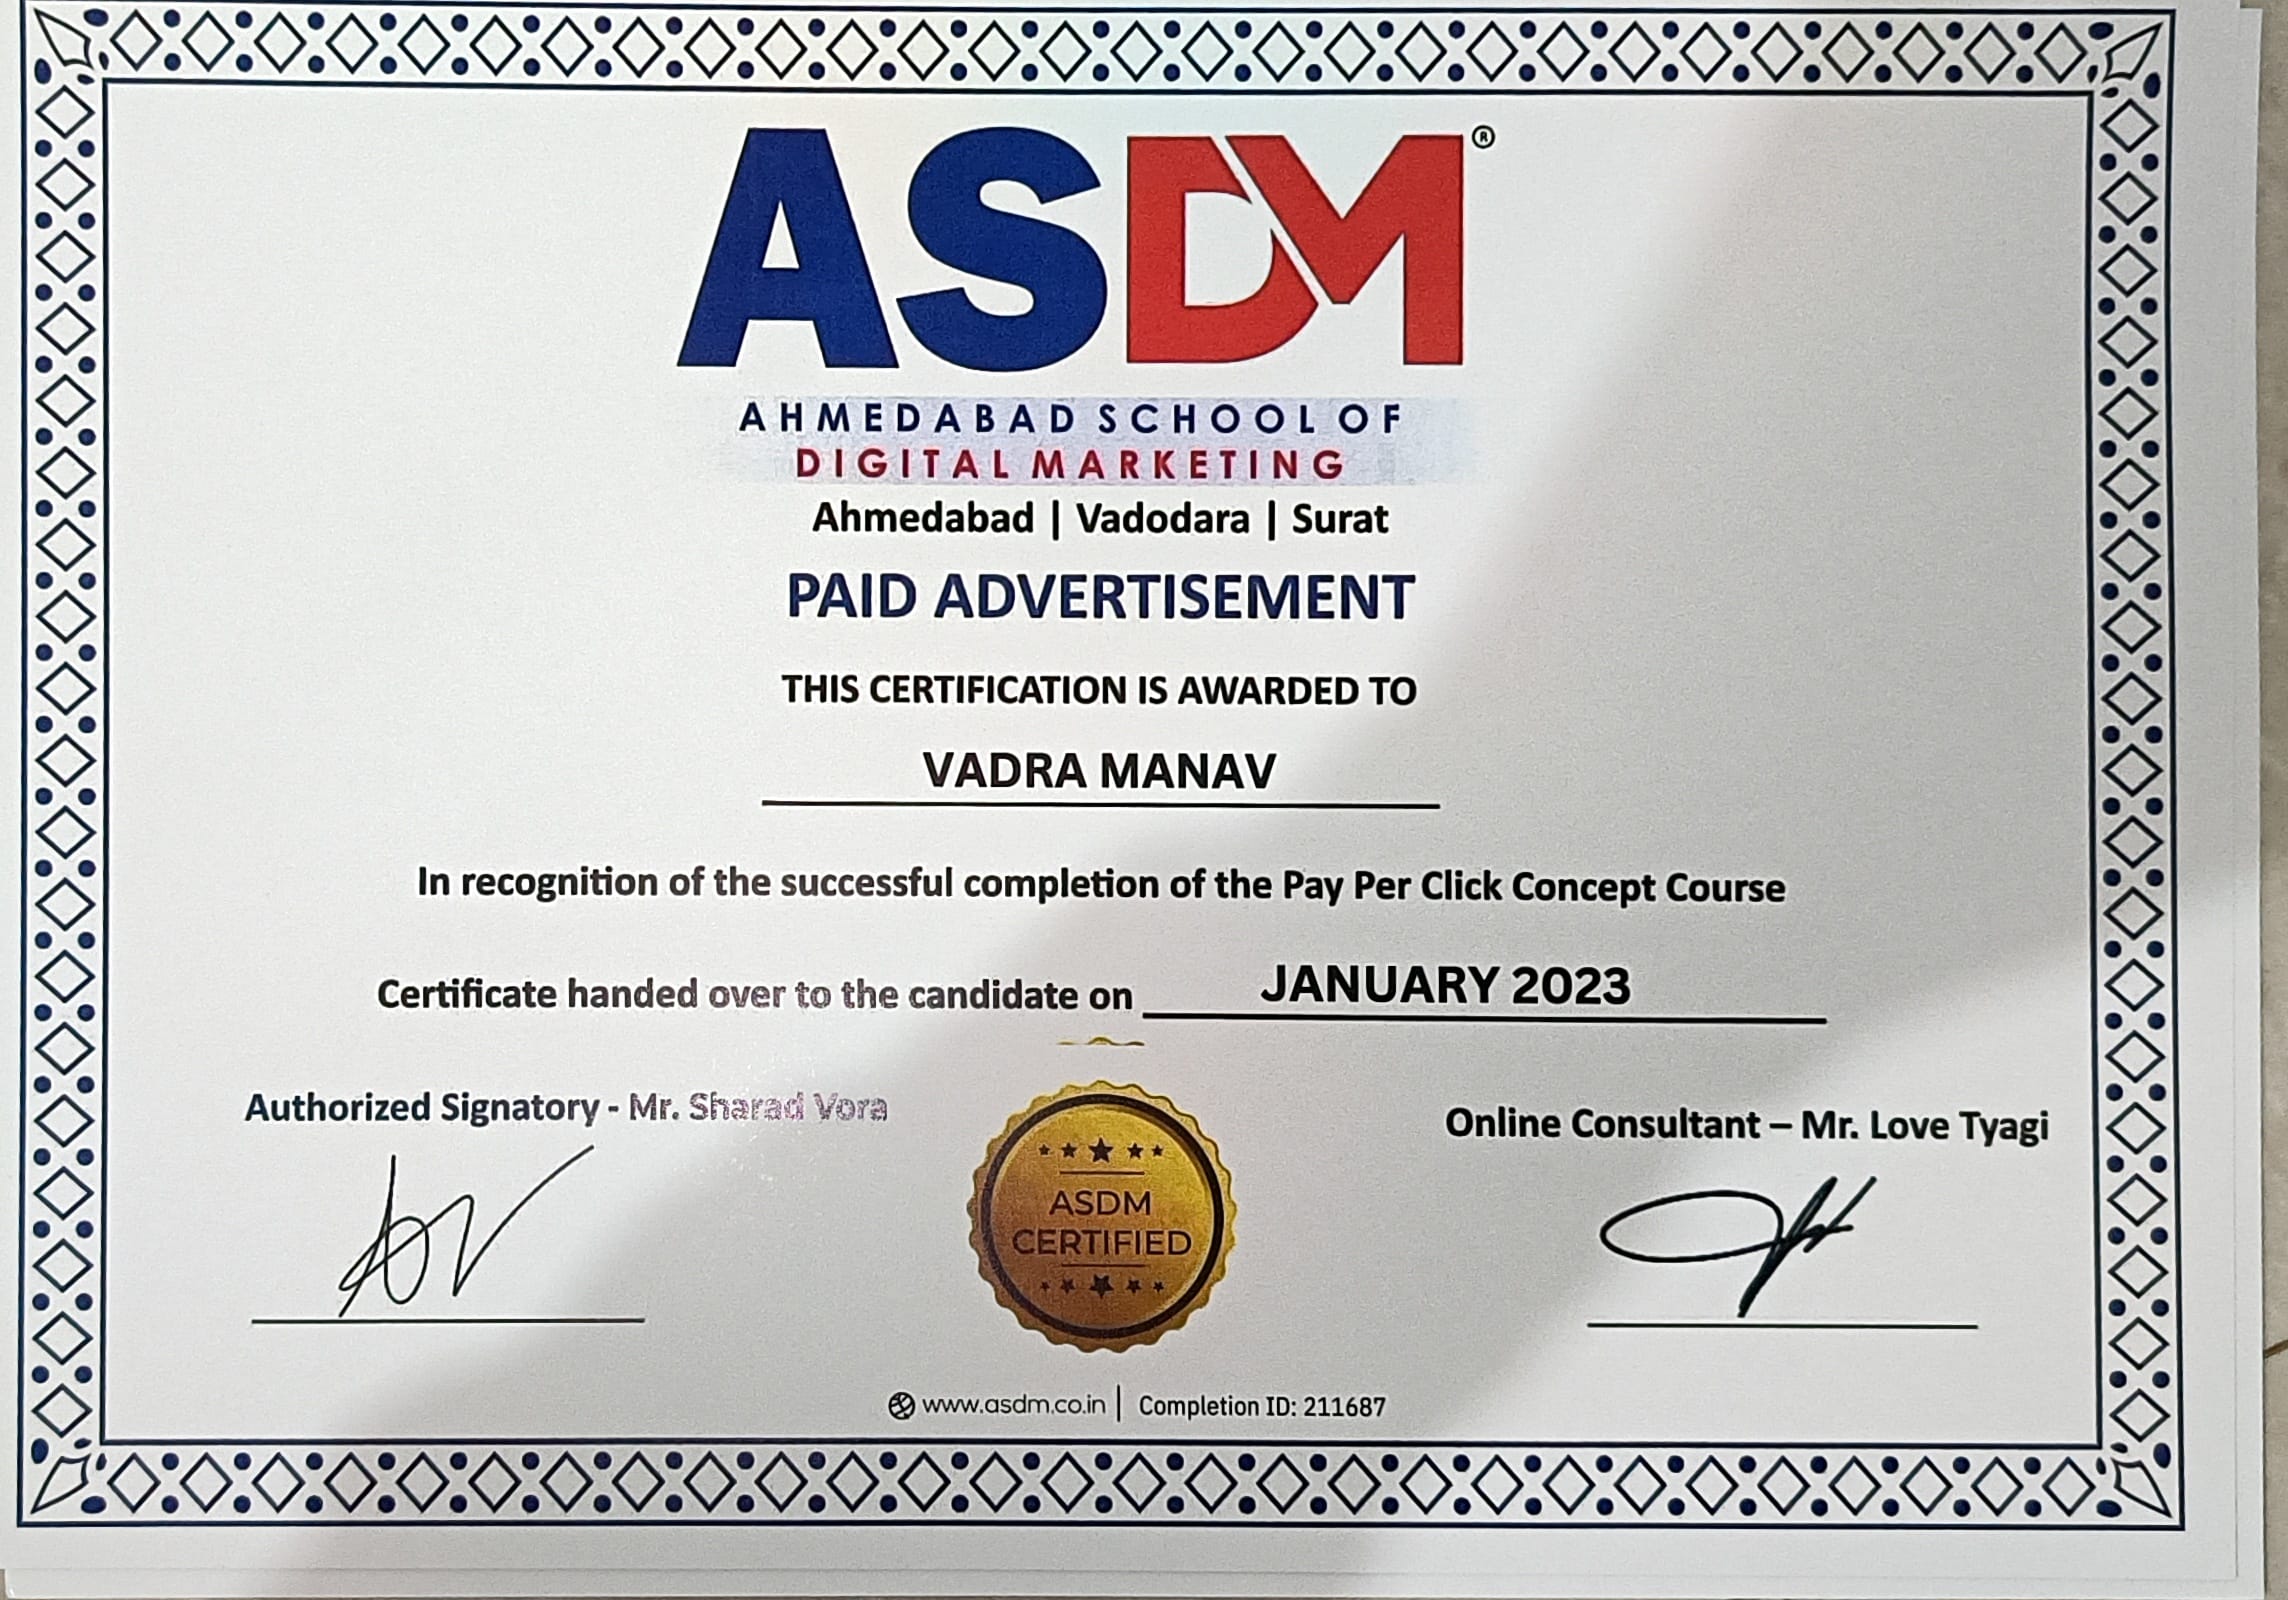 ASDM®
AHMEDABAD SCHOOL OF
DIGITAL MARKETING
Ahmedabad | Vadodara | Surat
PAID ADVERTISEMENT
THIS CERTIFICATION IS AWARDED TO
VADRA MANAV
In recognition of the successful completion of the Pay Per Click Concept Course
Certificate handed over to the candidate on JANUARY 2023
Authorized Signatory - Mr. Sharad Vora
Online Consultant – Mr. Love Tyagi
ASDM
CERTIFIED
www.asdm.co.in | Completion ID: 211687